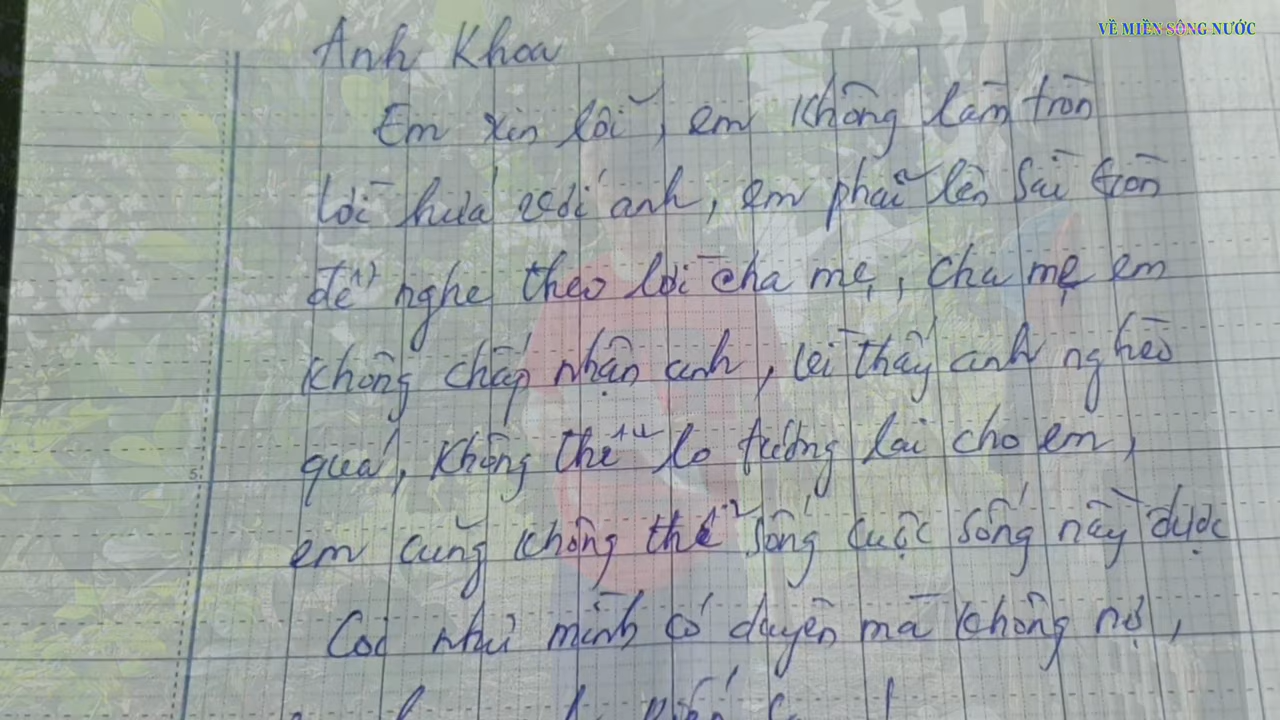 VỀ MIỀN SÔNG NƯỚC
Anh Khoa
Em xin lỗi, em không làm tròn
lời hứa với anh, em phải lên Sài Gòn
để nghe theo lời cha mẹ, cha mẹ em
không chấp nhận anh, vì thấy anh nghèo
quá, không thể lo tương lai cho em,
em cũng không thể sống cuộc sống này được
Coi như mình có duyên mà không nợ,